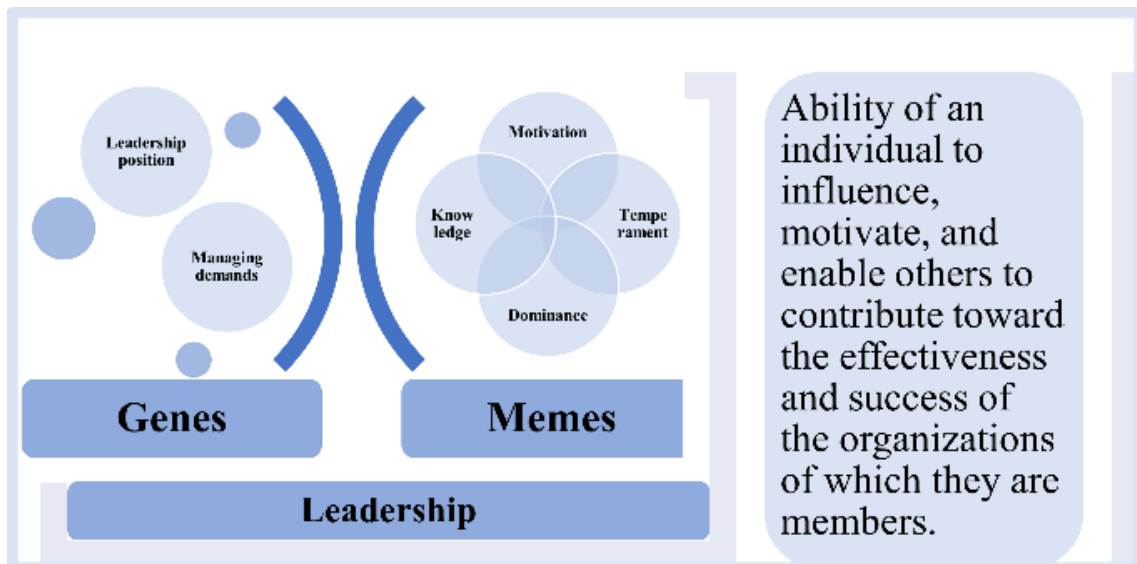 Leadership
position
Managing
demands
Motivation
Know
ledge
Tempe
rament
Dominance
Genes
Memes
Leadership
Ability of an
individual to
influence,
motivate, and
enable others to
contribute toward
the effectiveness
and success of
the organizations
of which they are
members.